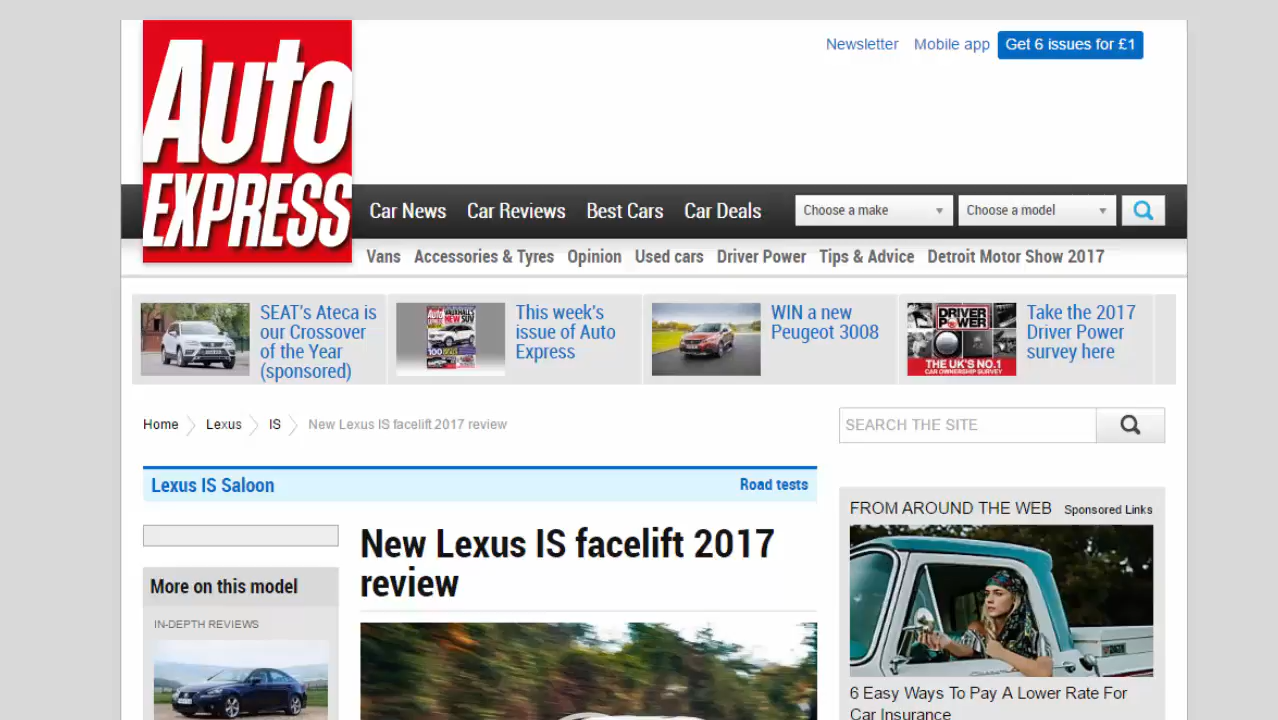 Auto
EXPRESS
Newsletter Mobile app Get 6 issues for £1
Car News Car Reviews Best Cars Car Deals Choose a make Choose a model
Vans Accessories & Tyres Opinion Used cars Driver Power Tips & Advice Detroit Motor Show 2017
SEAT's Ateca is
our Crossover
of the Year
(sponsored)
This week's
issue of Auto
Express
WIN a new
Peugeot 3008
DRIVER
POWER
THE UK'S NO.1
CAR OWNERSHIP SURVEY
Take the 2017
Driver Power
survey here
Home Lexus IS New Lexus IS facelift 2017 review
SEARCH THE SITE
Lexus IS Saloon Road tests
More on this model
IN-DEPTH REVIEWS
New Lexus IS facelift 2017
review
FROM AROUND THE WEB Sponsored Links
6 Easy Ways To Pay A Lower Rate For
Car Insurance